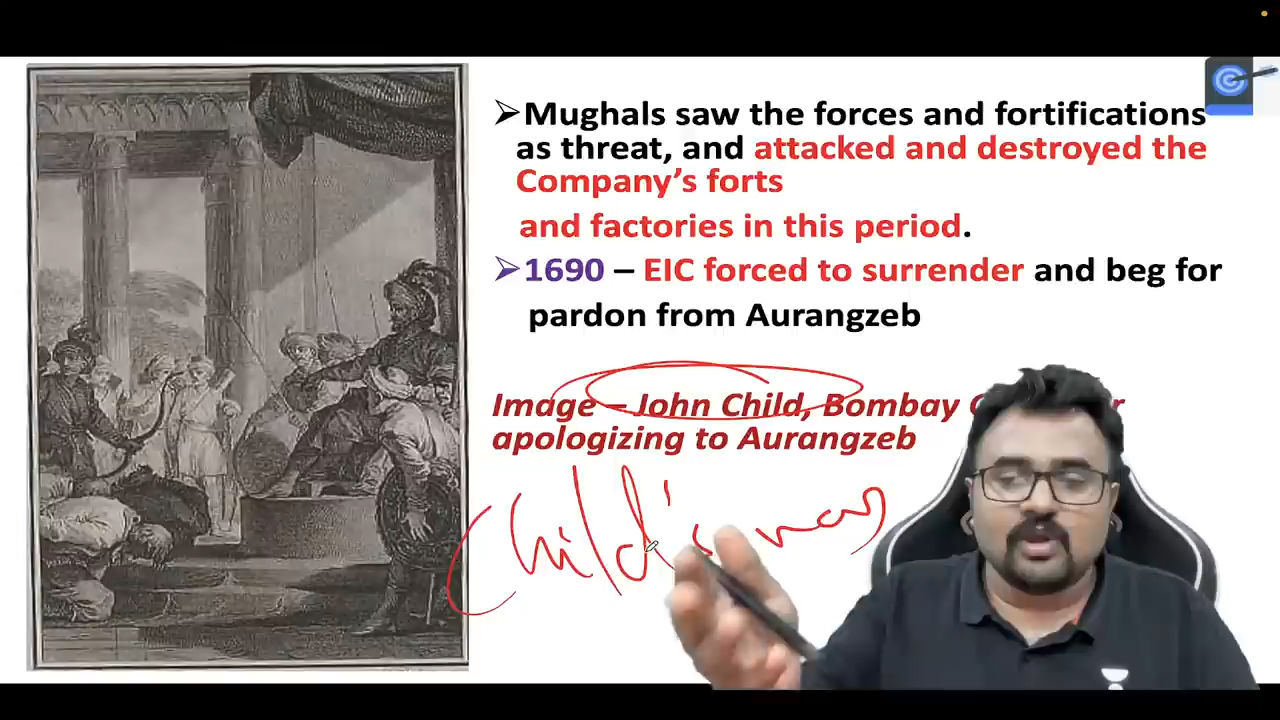 ➢Mughals saw the forces and fortifications
as threat, and attacked and destroyed the
Company's forts
and factories in this period.
➢1690 – EIC forced to surrender and beg for
pardon from Aurangzeb
Image – John Child, Bombay
apologizing to Aurangzeb
Child's war